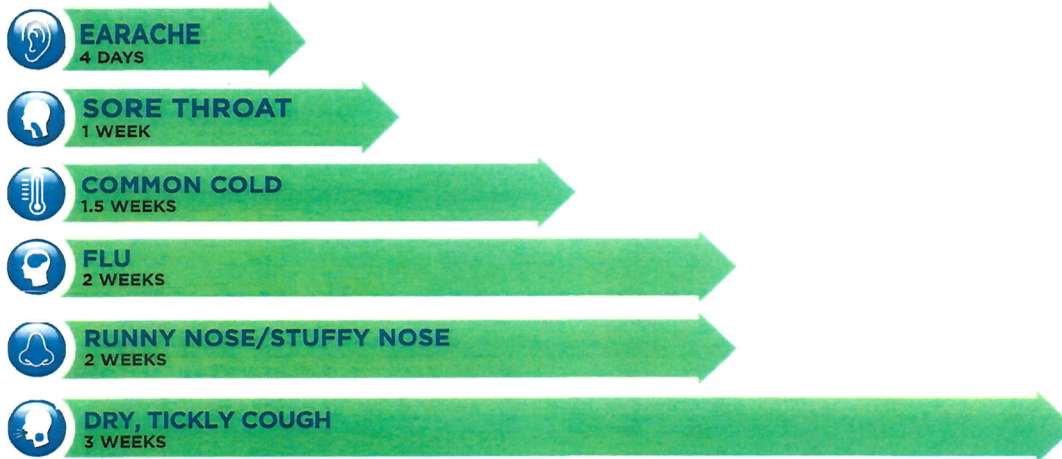 EARACHE
4 DAYS
SORE THROAT
1 WEEK
COMMON COLD
1.5 WEEKS
FLU
2 WEEKS
RUNNY NOSE/STUFFY NOSE
2 WEEKS
DRY, TICKLY COUGH
3 WEEKS